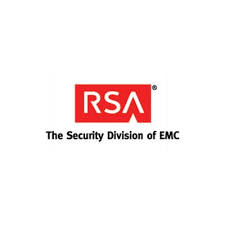 RSA®
The Security Division of EMC